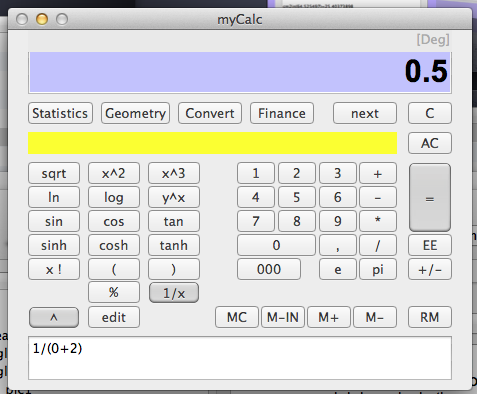 myCalc
[Deg]
0.5
Statistics Geometry Convert Finance next C
AC
sqrt x^2 x^3 1 2 3 + =
ln log y^x 4 5 6 -
sin cos tan 7 8 9 *
sinh cosh tanh 0 , / EE
x ! ( ) 000 e pi +/-
% 1/x
^ edit MC M-IN M+ M- RM
1/(0+2)